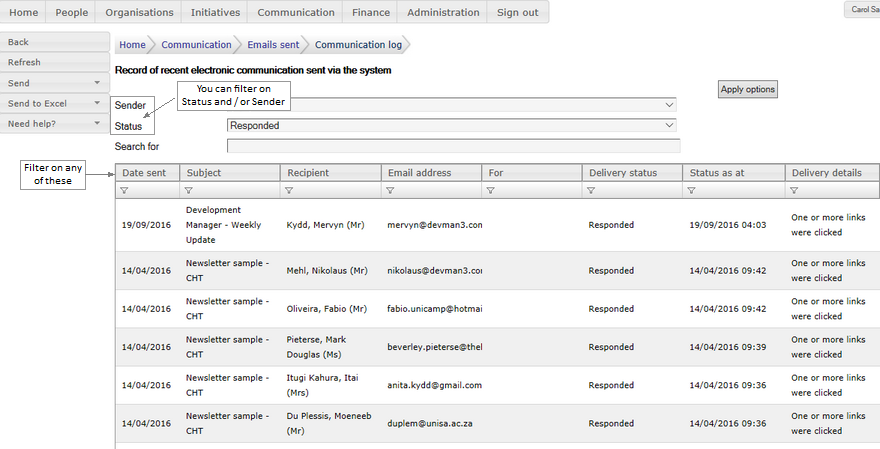 Home People Organisations Initiatives Communication Finance Administration Sign out
Carol Sa
Back
Refresh
Send
Send to Excel
Need help?
Home Communication Emails sent Communication log
Record of recent electronic communication sent via the system
You can filter on
Status and / or Sender
Apply options
Sender
Status Responded
Search for
Filter on any
of these
Date sent Subject Recipient Email address For Delivery status Status as at Delivery details
Development
Manager - Weekly
Update
19/09/2016 Kydd, Mervyn (Mr) mervyn@devman3.con Responded 19/09/2016 04:03
One or more links
were clicked
Newsletter sample -
CHT
14/04/2016 Mehl, Nikolaus (Mr) nikolaus@devman3.con Responded 14/04/2016 09:42
One or more links
were clicked
Newsletter sample -
CHT
14/04/2016 Oliveira, Fabio (Mr) fabio.unicamp@hotmai Responded 14/04/2016 09:42
One or more links
were clicked
Newsletter sample -
CHT
14/04/2016 Pieterse, Mark
Douglas (Ms)
beverley.pieterse@thel Responded 14/04/2016 09:39
One or more links
were clicked
Newsletter sample -
CHT
14/04/2016 Itugi Kahura, Itai
(Mrs)
anita.kydd@gmail.com Responded 14/04/2016 09:36
One or more links
were clicked
Newsletter sample -
CHT
14/04/2016 Du Plessis, Moeneeb
(Mr)
duplem@unisa.ac.za Responded 14/04/2016 09:36
One or more links
were clicked